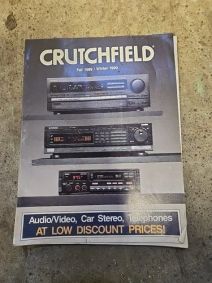 CRUTCHFIELD
Fall 1989 / Winter 1990
Audio/Video, Car Stereo, Telephones
AT LOW DISCOUNT PRICES!